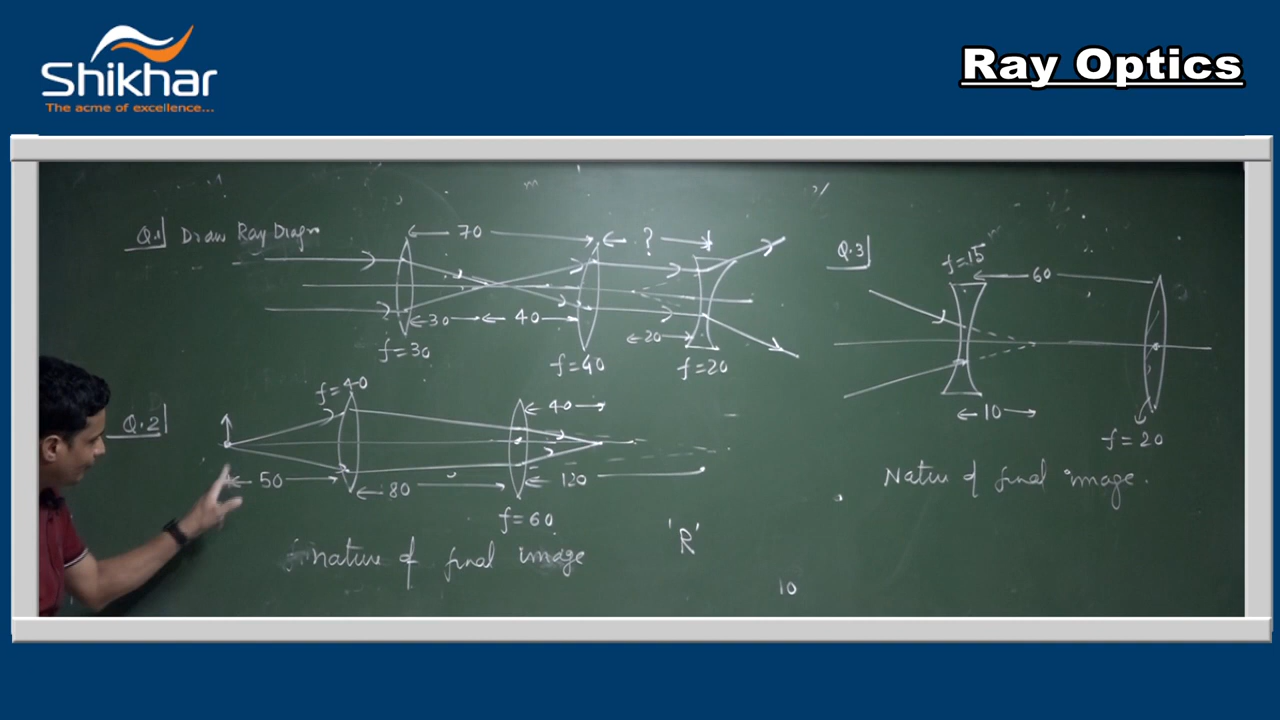 Shikhar
The acme of excellence...
Ray Optics
Q.1 Draw Ray Diagm
70
?
30
40
20
f=30
f=40
f=20
Q.2
f=40
40
50
80
120
f=60
nature of final image
'R'
10
Q.3
f=15
60
10
f=20
Nature of final image.